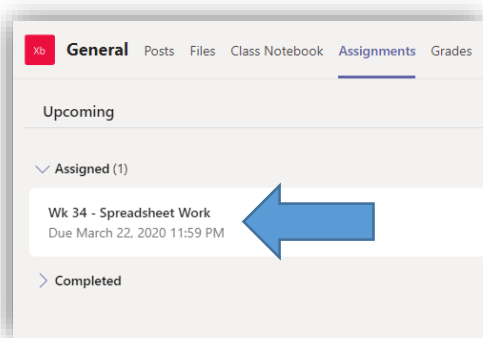 Xb General Posts Files Class Notebook Assignments Grades
Upcoming
Assigned (1)
Wk 34 - Spreadsheet Work
Due March 22, 2020 11:59 PM
Completed